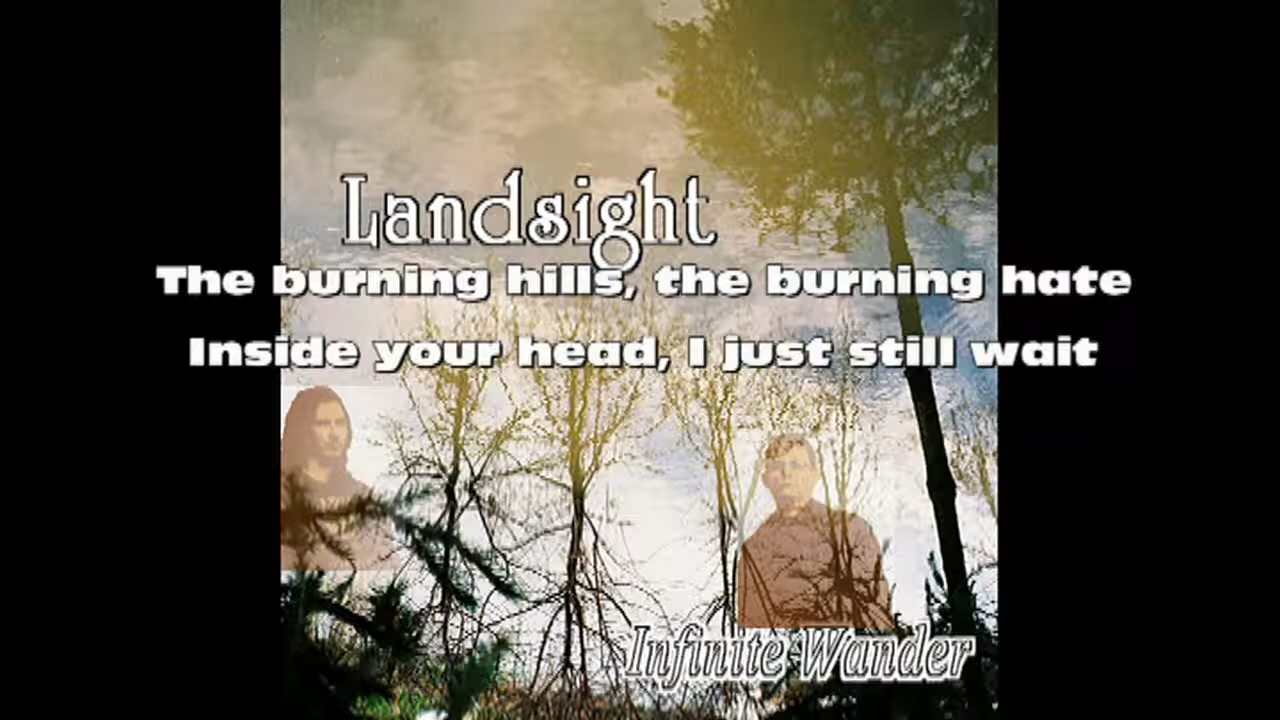 Landsight
The burning hills, the burning hate
Inside your head, I just still wait
Infinite Wander